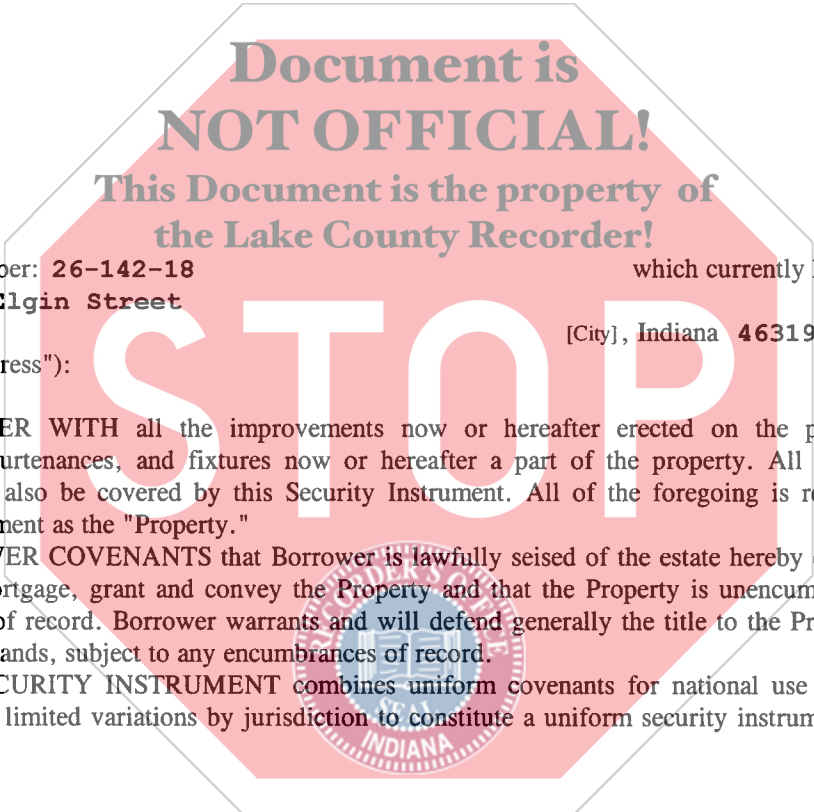 Document is
NOT OFFICIAL!
This Document is the property of
the Lake County Recorder!
ber: 26-142-18 which currently
Elgin Street
[City], Indiana 46319
ress"):
ER WITH all the improvements now or hereafter erected on the p
urtenances, and fixtures now or hereafter a part of the property. All
also be covered by this Security Instrument. All of the foregoing is re
ment as the "Property."
VER COVENANTS that Borrower is lawfully seised of the estate hereby
ortgage, grant and convey the Property and that the Property is unencum
of record. Borrower warrants and will defend generally the title to the Pr
ands, subject to any encumbrances of record.
CURITY INSTRUMENT combines uniform covenants for national use
limited variations by jurisdiction to constitute a uniform security instrum
STOP
RECORDER'S OFFICE
SEAL
INDIANA